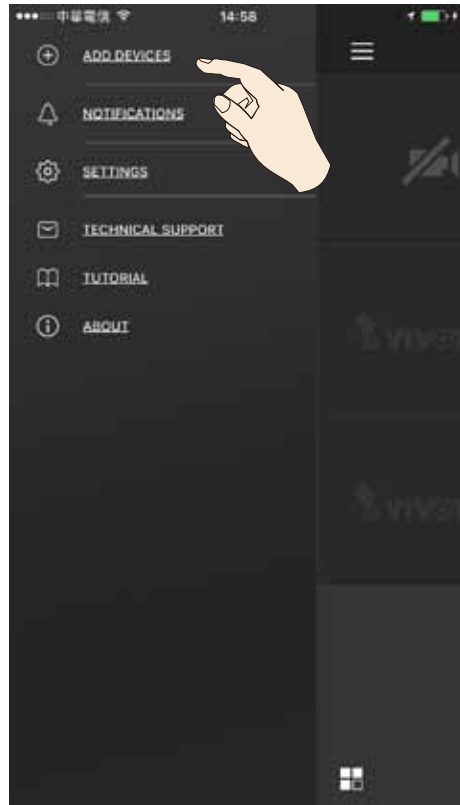 中華電信 14:58
ADD DEVICES
NOTIFICATIONS
SETTINGS
TECHNICAL SUPPORT
TUTORIAL
ABOUT